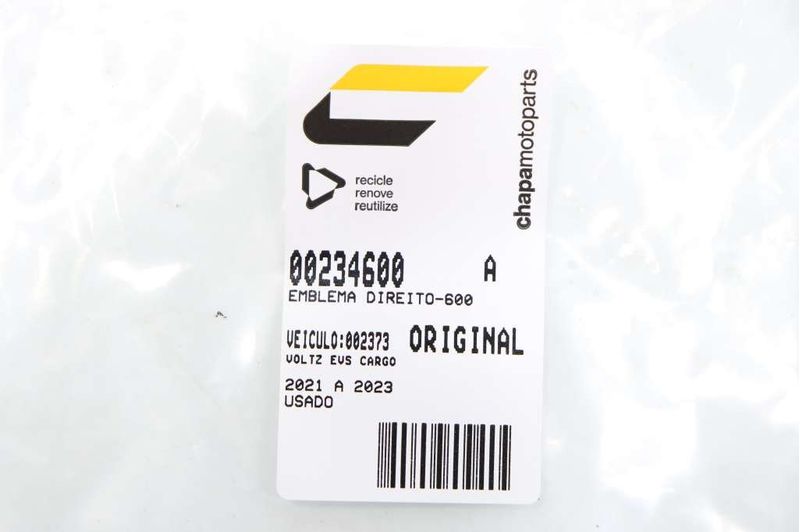 chapamotoparts
recicle
renove
reutilize
00234600 A
EMBLEMA DIREITO-600
VEICULO:002373 ORIGINAL
VOLTZ EVS CARGO
2021 A 2023
USADO